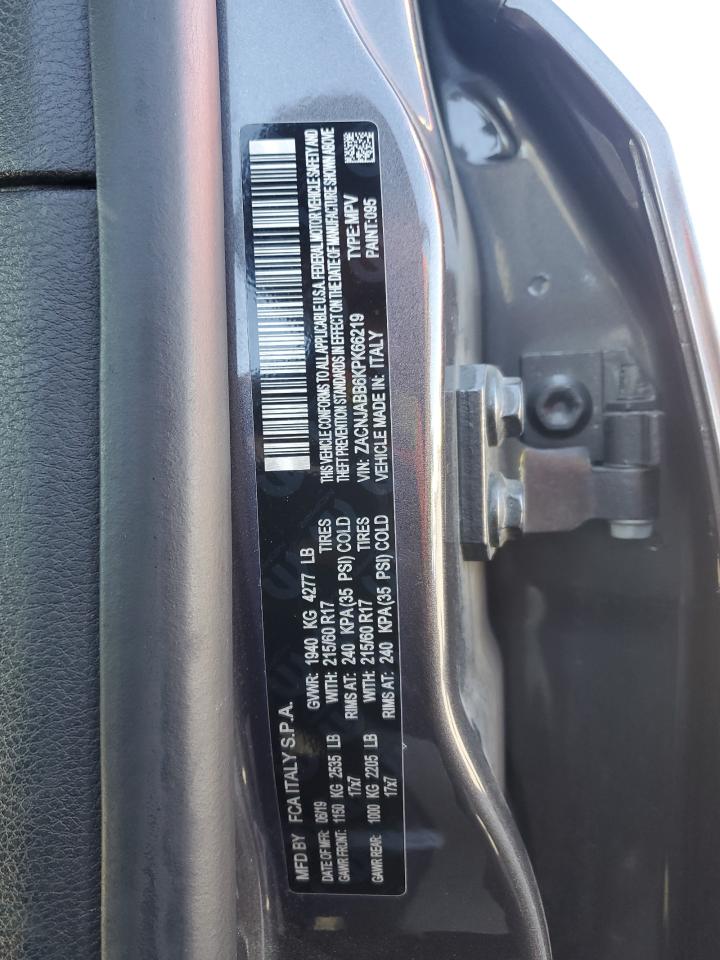 MFD BY FCA ITALY S.P.A.
DATE OF MFR: 06/19 GVWR: 1940 KG 4277 LB
GAWR FRONT: 1150 KG 2535 LB WITH: 215/60 R17 TIRES
17x7 RIMS AT: 240 KPA (35 PSI) COLD
GAWR REAR: 1000 KG 2205 LB WITH: 215/60 R17 TIRES
17x7 RIMS AT: 240 KPA (35 PSI) COLD
THIS VEHICLE CONFORMS TO ALL APPLICABLE U.S.A. FEDERAL MOTOR VEHICLE SAFETY AND
THEFT PREVENTION STANDARDS IN EFFECT ON THE DATE OF MANUFACTURE SHOWN ABOVE
VIN: ZACNJABB6KPK66219 TYPE:MPV
VEHICLE MADE IN: ITALY PAINT:095